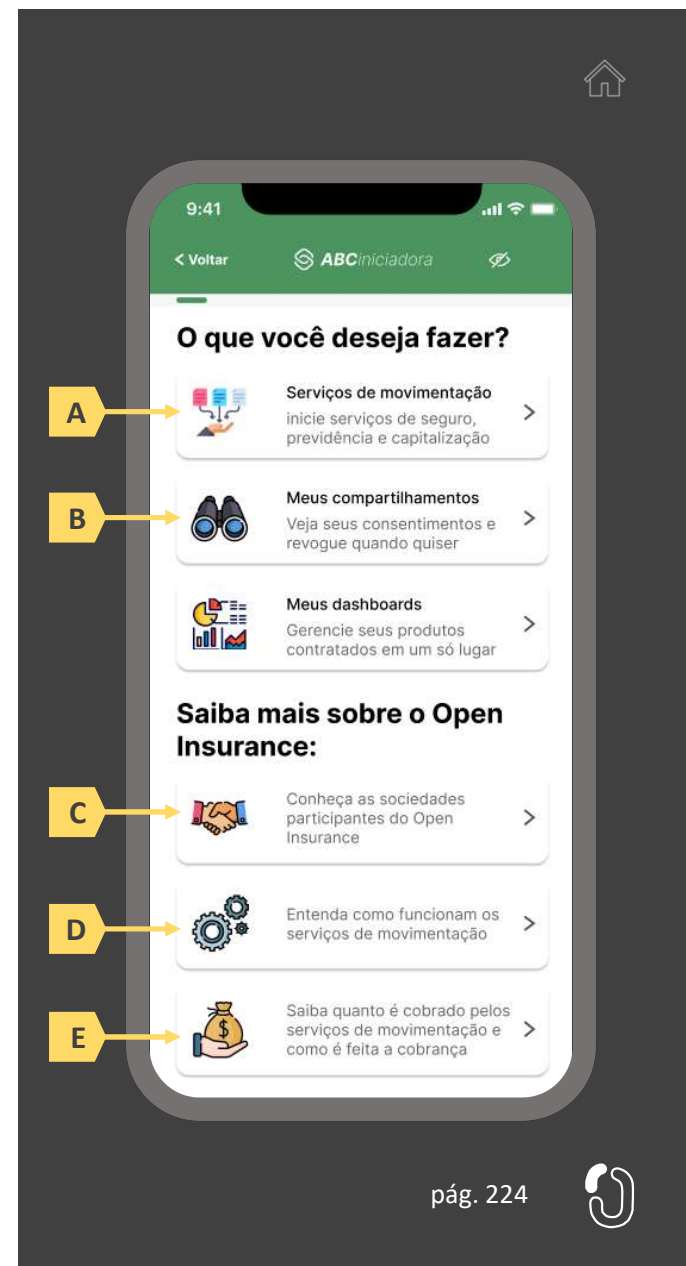 9:41
< Voltar
ABCiniciadora
O que você deseja fazer?
A
Serviços de movimentação
inicie serviços de seguro,
previdência e capitalização
B
Meus compartilhamentos
Veja seus consentimentos e
revogue quando quiser
Meus dashboards
Gerencie seus produtos
contratados em um só lugar
Saiba mais sobre o Open
Insurance:
C
Conheça as sociedades
participantes do Open
Insurance
D
Entenda como funcionam os
serviços de movimentação
E
Saiba quanto é cobrado pelos
serviços de movimentação e
como é feita a cobrança
pág. 224